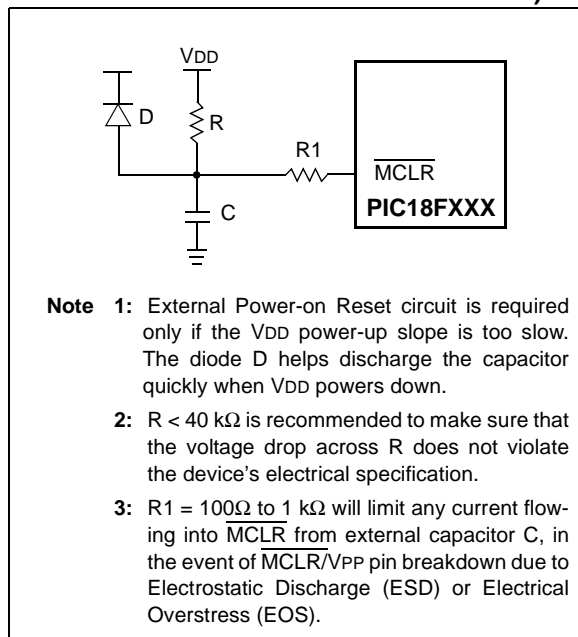 VDD
D
R
R1
MCLR
C
PIC18FXXX
Note 1: External Power-on Reset circuit is required
only if the VDD power-up slope is too slow.
The diode D helps discharge the capacitor
quickly when VDD powers down.
2: R < 40 kΩ is recommended to make sure that
the voltage drop across R does not violate
the device's electrical specification.
3: R1 = 100Ω to 1 kΩ will limit any current flow-
ing into MCLR from external capacitor C, in
the event of MCLR/VPP pin breakdown due to
Electrostatic Discharge (ESD) or Electrical
Overstress (EOS).